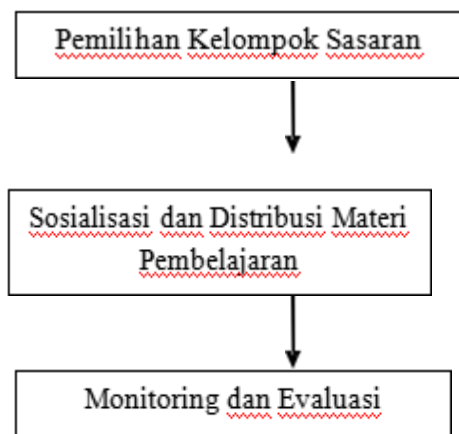 Pemilihan Kelompok Sasaran
Sosialisasi dan Distribusi Materi
Pembelajaran
Monitoring dan Evaluasi